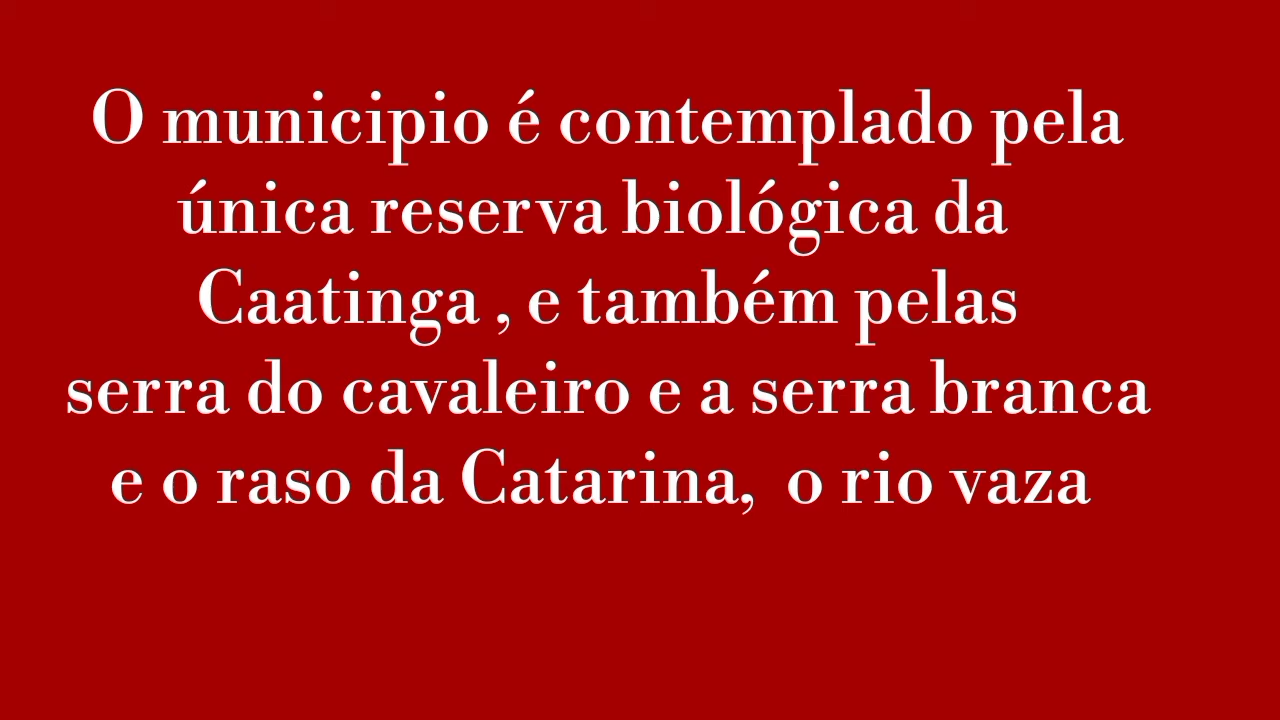 O municipio é contemplado pela
única reserva biológica da
Caatinga , e também pelas
serra do cavaleiro e a serra branca
e o raso da Catarina,  o rio vaza